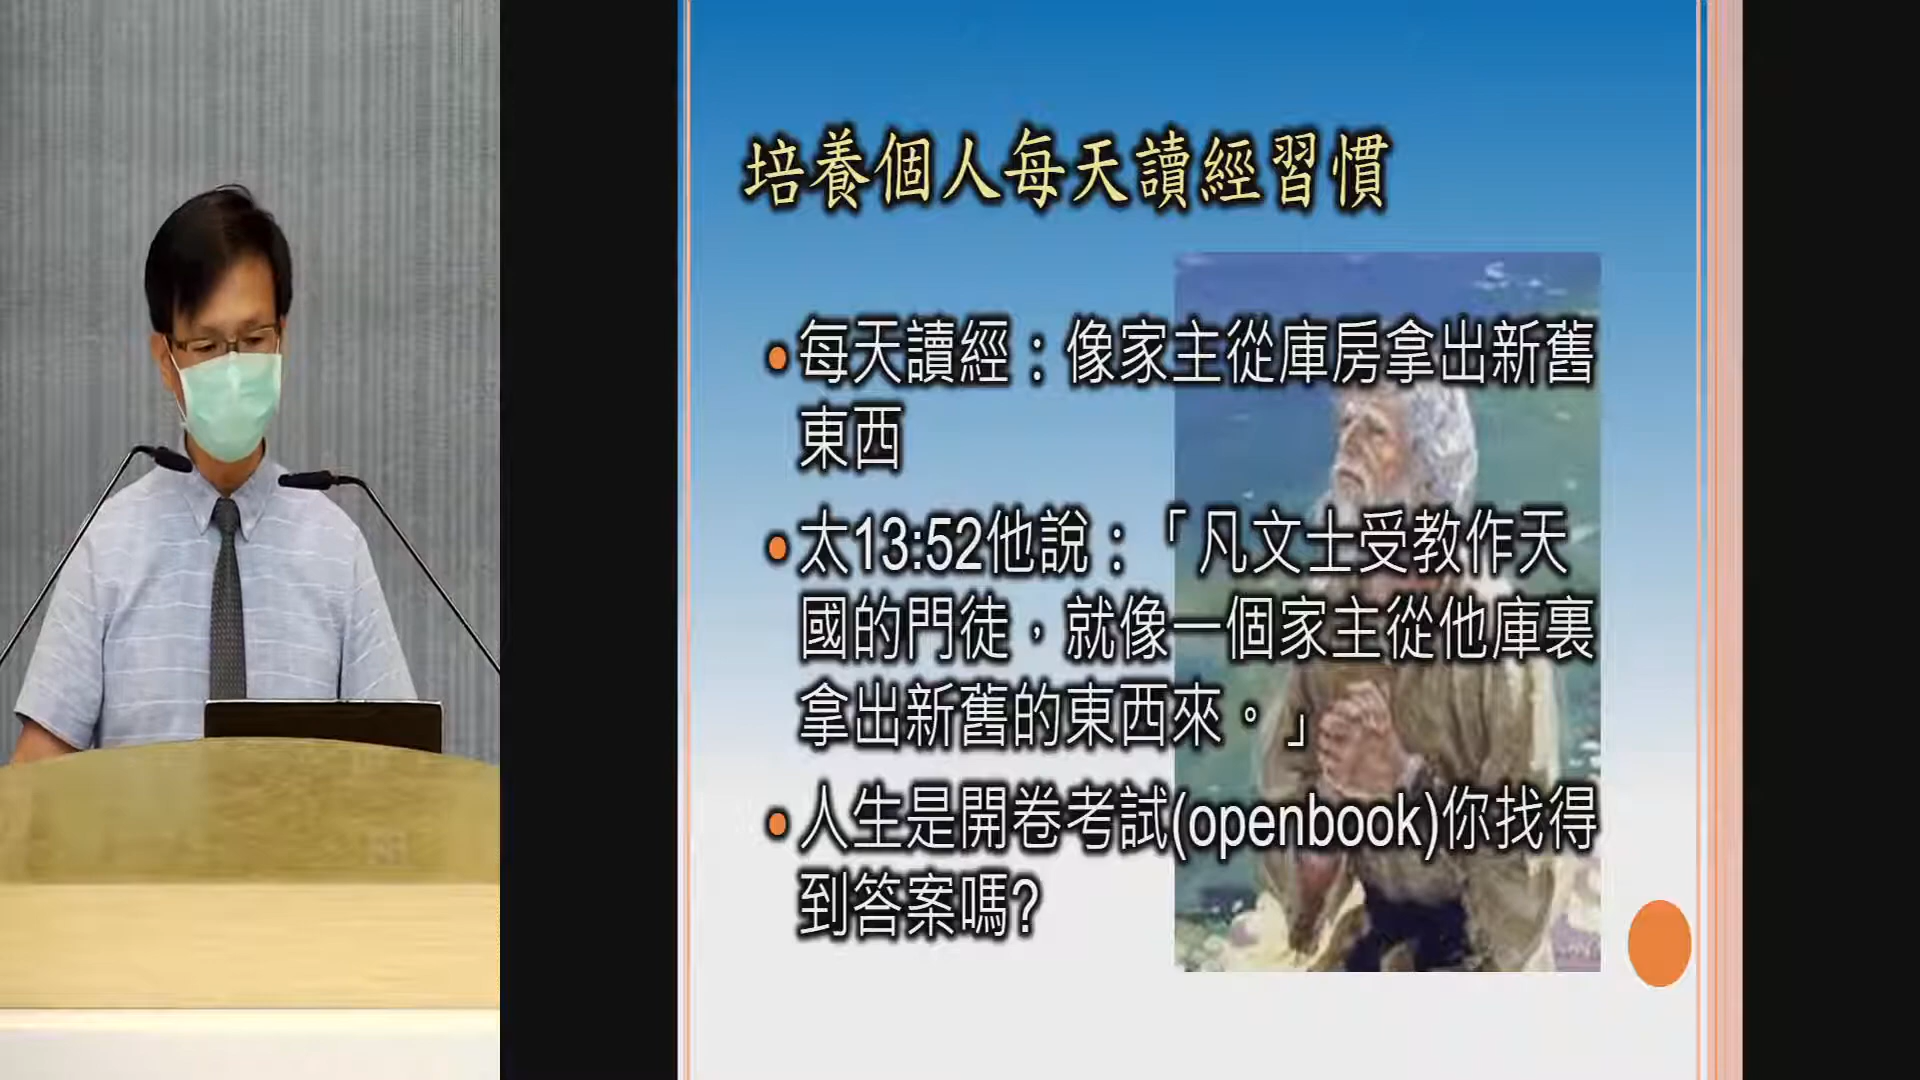 培養個人每天讀經習慣
每天讀經：像家主從庫房拿出新舊
東西
太13:52他說：「凡文士受教作天
國的門徒，就像一個家主從他庫裏
拿出新舊的東西來。」
人生是開卷考試(openbook)你找得
到答案嗎?